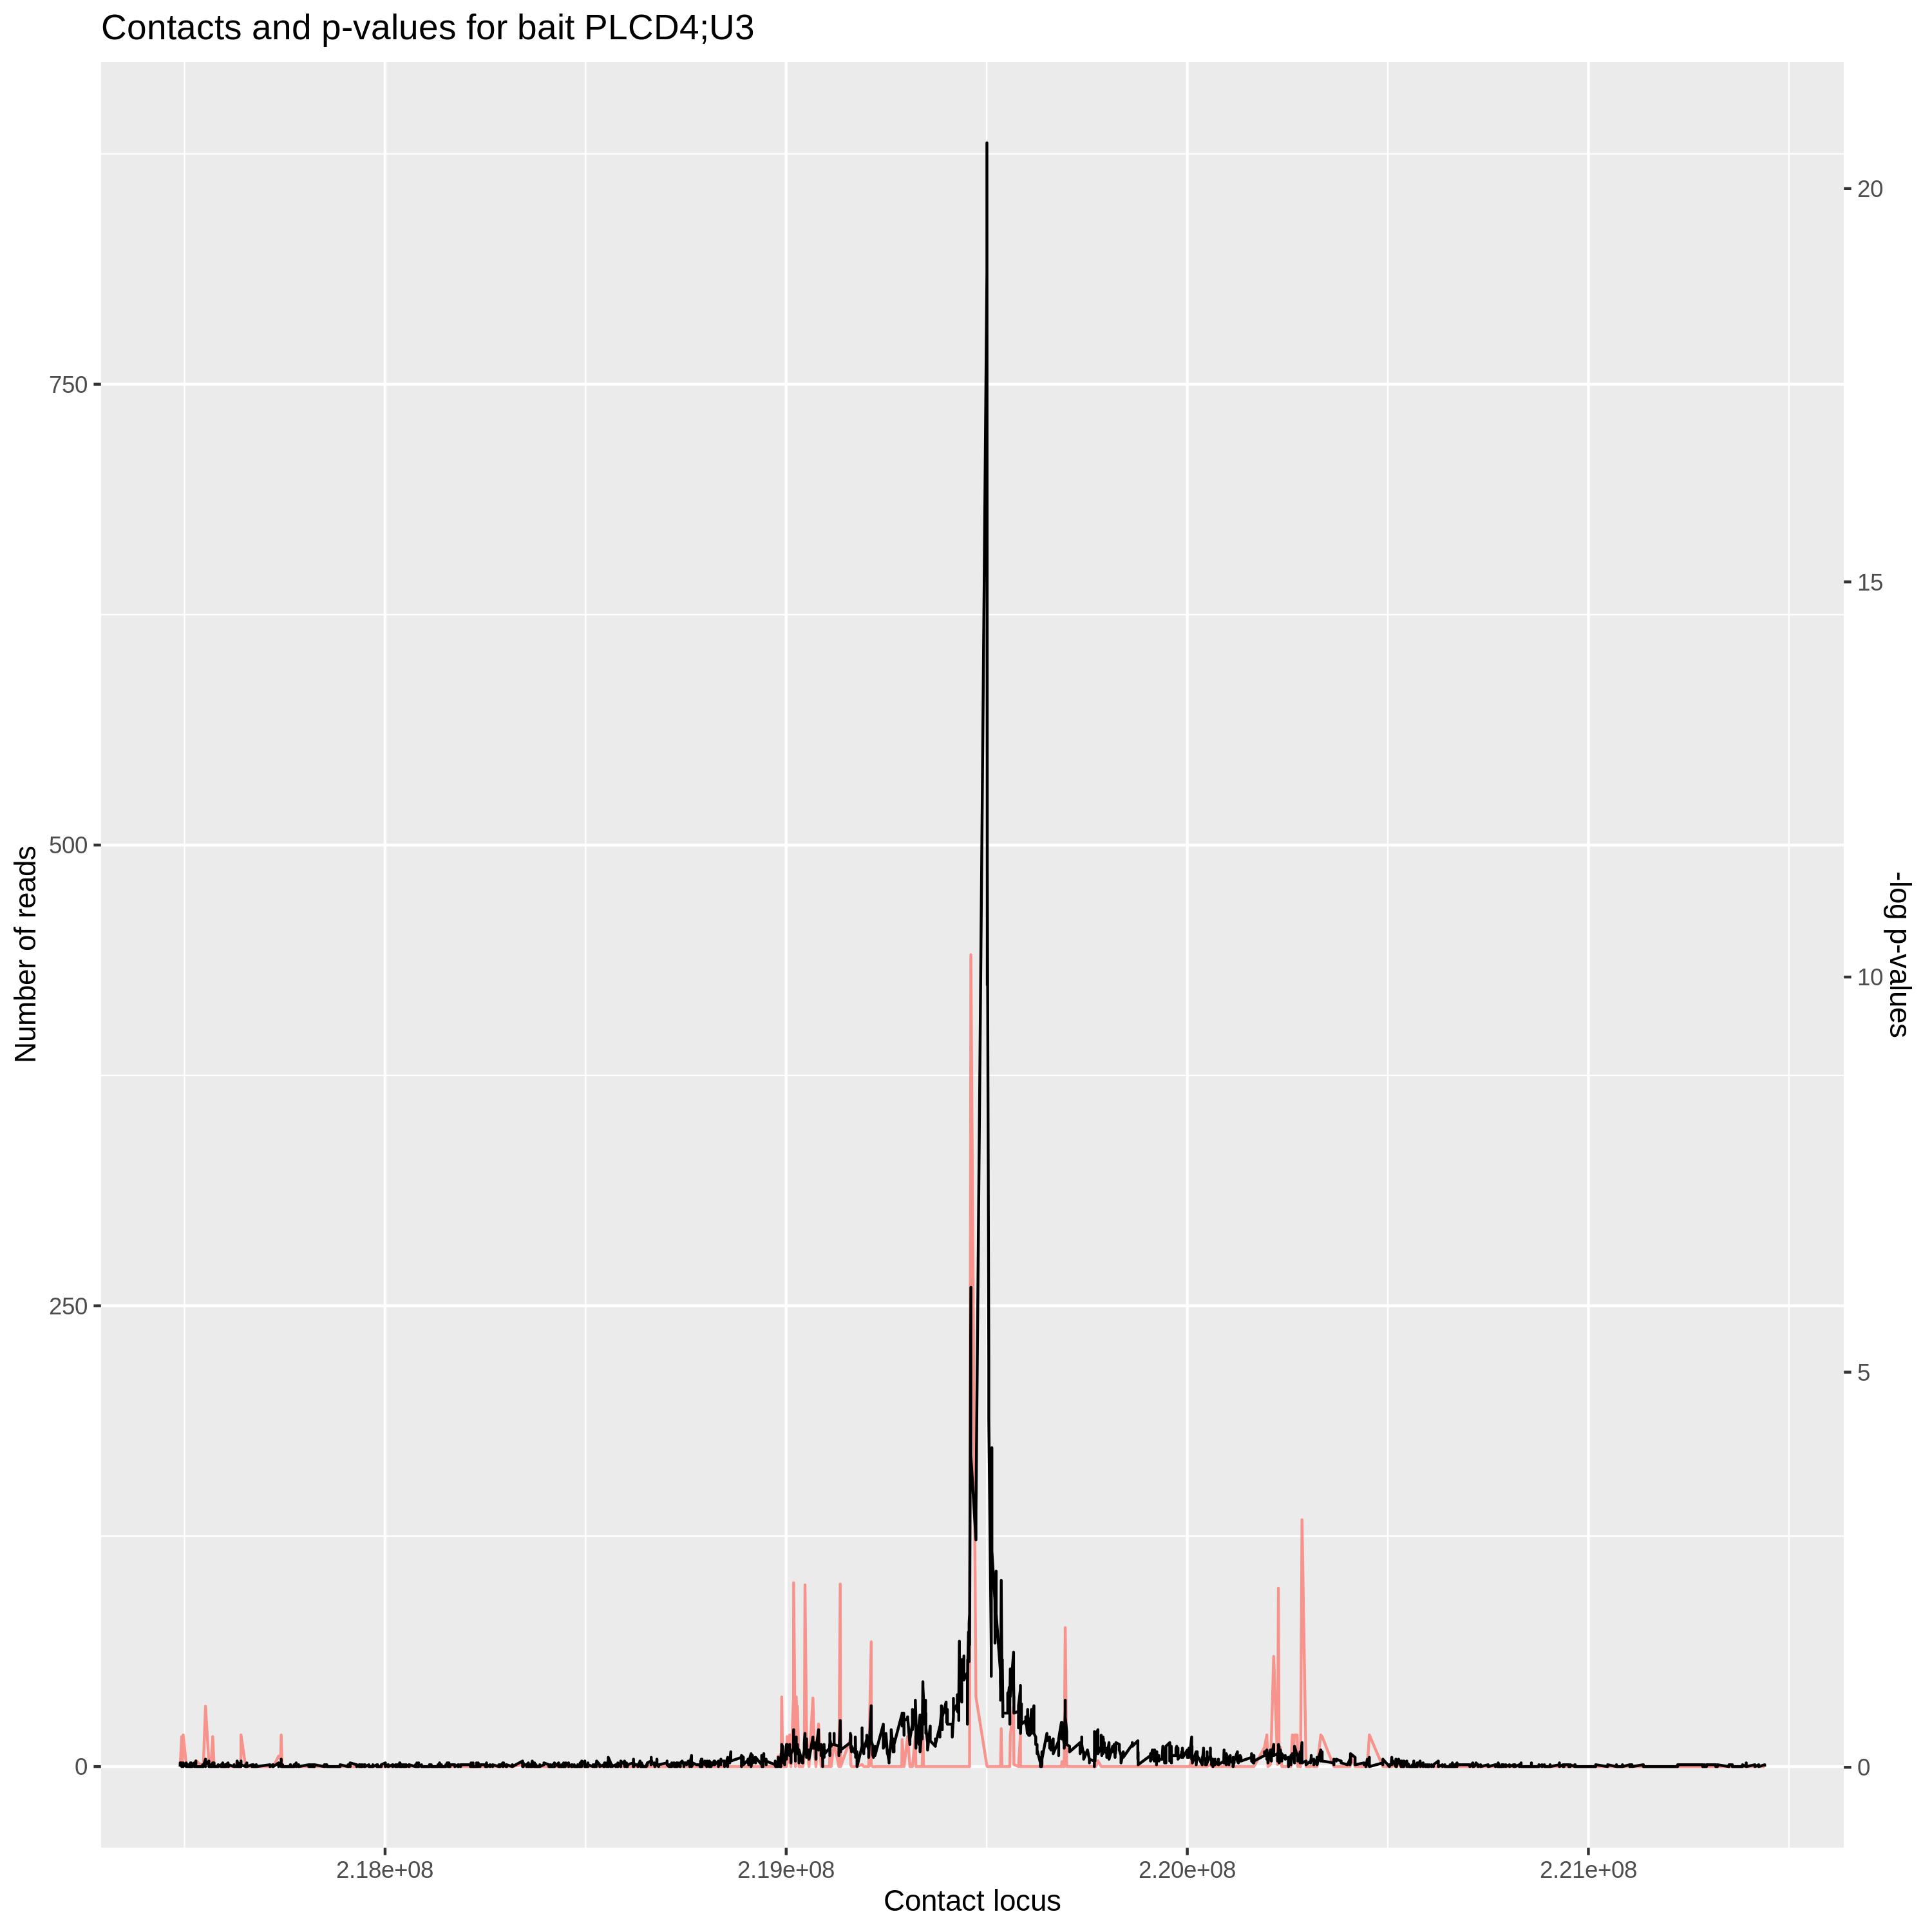 Contacts and p-values for bait PLCD4;U3
750
500
250
0
Number of reads
20
15
10
5
0
-log p-values
2.18e+08
2.19e+08
2.20e+08
2.21e+08
Contact locus